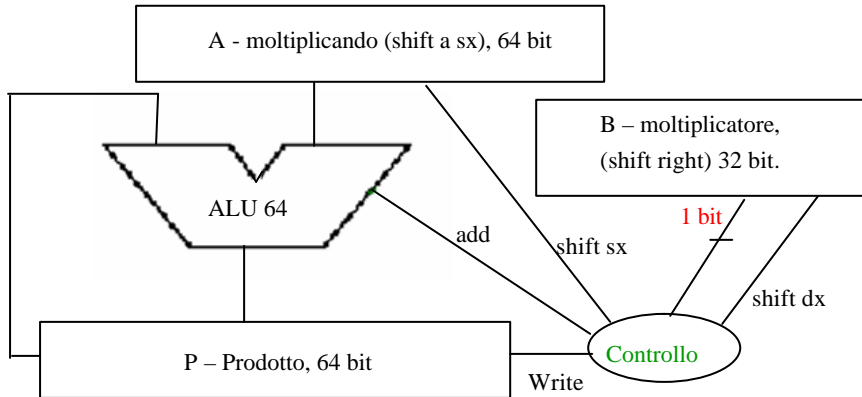 A - moltiplicando (shift a sx), 64 bit
B – moltiplicatore,
(shift right) 32 bit.
ALU 64
1 bit
add
shift sx
shift dx
P – Prodotto, 64 bit
Controllo
Write